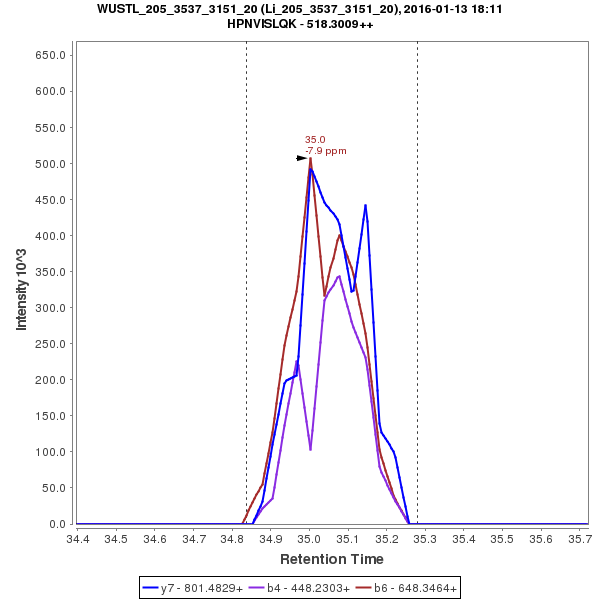 WUSTL_205_3537_3151_20 (Li_205_3537_3151_20), 2016-01-13 18:11
HPNVISLQK - 518.3009++
650.0
600.0
550.0
500.0
450.0
400.0
350.0
300.0
250.0
200.0
150.0
100.0
50.0
0.0
Intensity 10^3
35.0
-7.9 ppm
34.4 34.5 34.6 34.7 34.8 34.9 35.0 35.1 35.2 35.3 35.4 35.5 35.6 35.7
Retention Time
y7 - 801.4829+ b4 - 448.2303+ b6 - 648.3464+